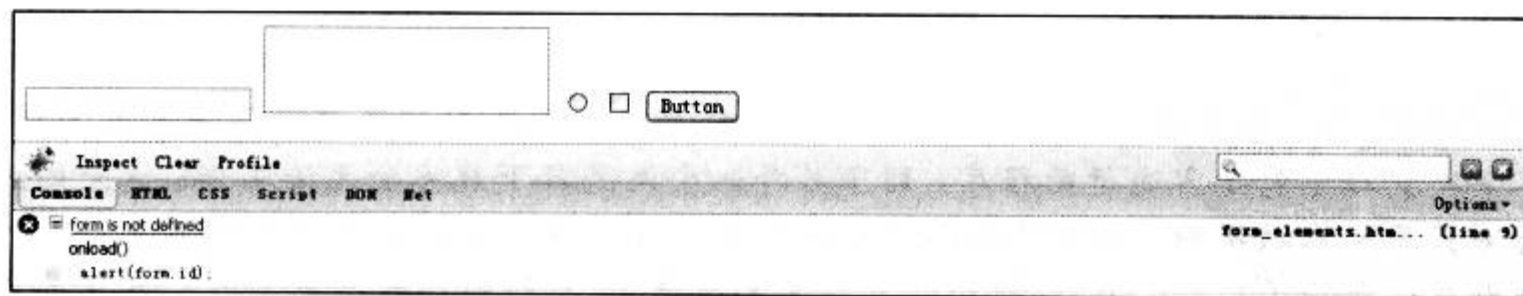 Button
Inspect Clear Profile
Console HTML CSS Script DOM Net
Options
form is not defined
form_elements.htm... (line 9)
onload()
alert(form.id);